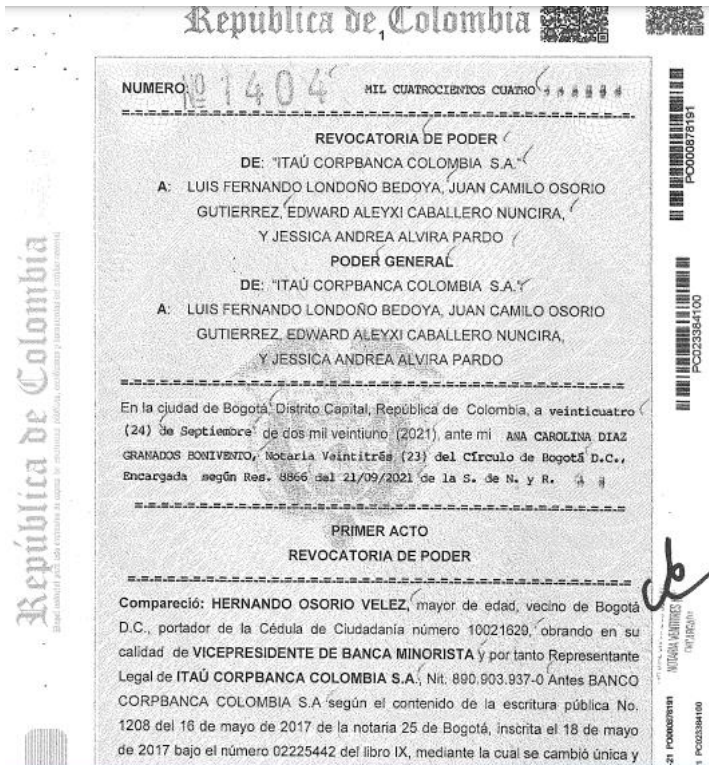 República de Colombia
1
NUMERO: Nº 1404 MIL CUATROCIENTOS CUATRO
REVOCATORIA DE PODER
DE: "ITAÚ CORPBANCA COLOMBIA S.A."
A: LUIS FERNANDO LONDOÑO BEDOYA, JUAN CAMILO OSORIO
GUTIERREZ, EDWARD ALEYXI CABALLERO NUNCIRA,
Y JESSICA ANDREA ALVIRA PARDO
PODER GENERAL
DE: "ITAÚ CORPBANCA COLOMBIA S.A."
A: LUIS FERNANDO LONDOÑO BEDOYA, JUAN CAMILO OSORIO
GUTIERREZ, EDWARD ALEYXI CABALLERO NUNCIRA,
Y JESSICA ANDREA ALVIRA PARDO
En la ciudad de Bogotá, Distrito Capital, República de Colombia, a veinticuatro
(24) de Septiembre de dos mil veintiuno (2021), ante mi ANA CAROLINA DIAZ
GRANADOS BONIVENTO, Notaria Veintitrés (23) del Círculo de Bogotá D.C.,
Encargada según Res. 8866 del 21/09/2021 de la S. de N. y R.
PRIMER ACTO
REVOCATORIA DE PODER
Compareció: HERNANDO OSORIO VELEZ, mayor de edad, vecino de Bogotá
D.C., portador de la Cédula de Ciudadanía número 10021629, obrando en su
calidad de VICEPRESIDENTE DE BANCA MINORISTA y por tanto Representante
Legal de ITAÚ CORPBANCA COLOMBIA S.A., Nit. 890.903.937-0 Antes BANCO
CORPBANCA COLOMBIA S.A según el contenido de la escritura pública No.
1208 del 16 de mayo de 2017 de la notaria 25 de Bogotá, inscrita el 18 de mayo
de 2017 bajo el número 02225442 del libro IX, mediante la cual se cambió única y
República de Colombia
PO000878191
PC023384100
NOTARIA VEINTITRES
ENCARGADA
-21 PO000878191
1 PC023384100